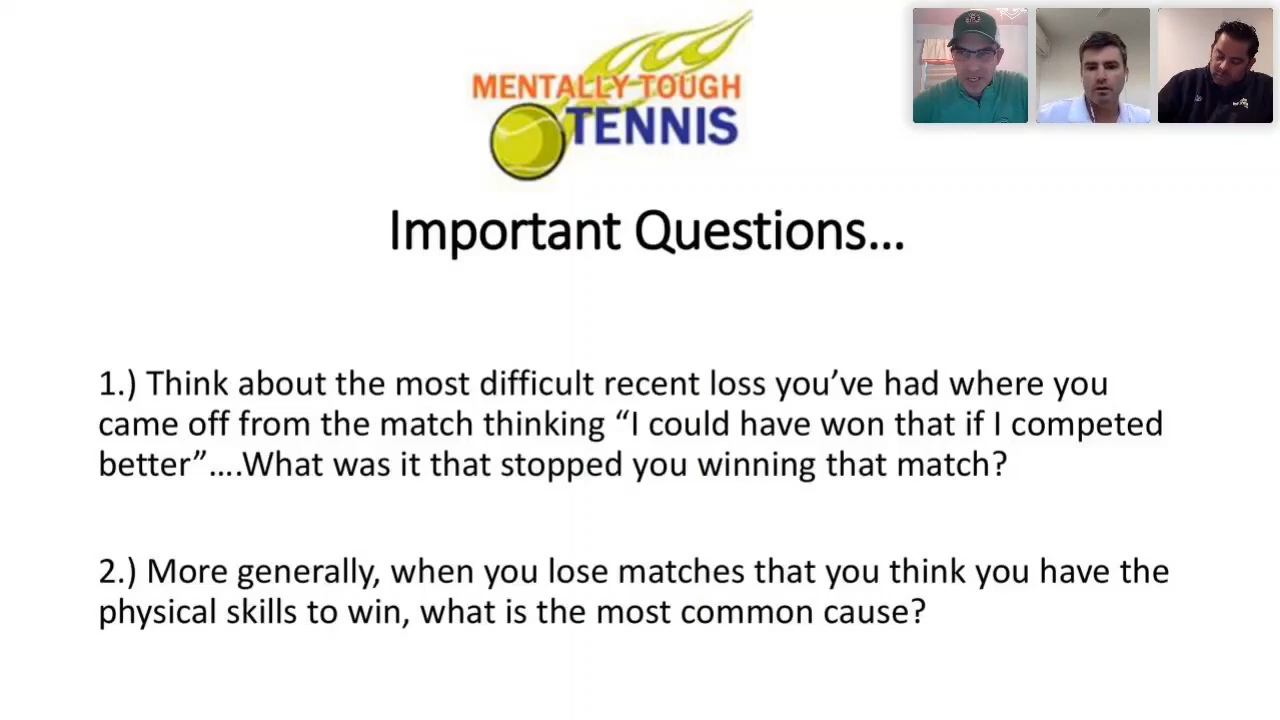 MENTALLY TOUGH
TENNIS
Important Questions...
1.) Think about the most difficult recent loss you’ve had where you
came off from the match thinking “I could have won that if I competed
better”....What was it that stopped you winning that match?
2.) More generally, when you lose matches that you think you have the
physical skills to win, what is the most common cause?